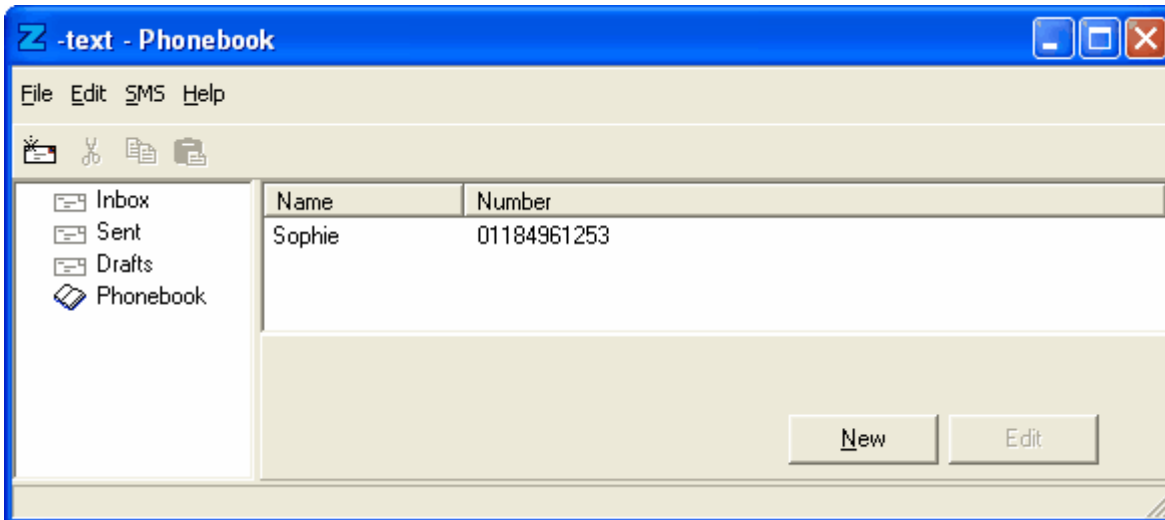 Z -text - Phonebook
File Edit SMS Help
Inbox
Sent
Drafts
Phonebook
Name Number
Sophie 01184961253
New Edit